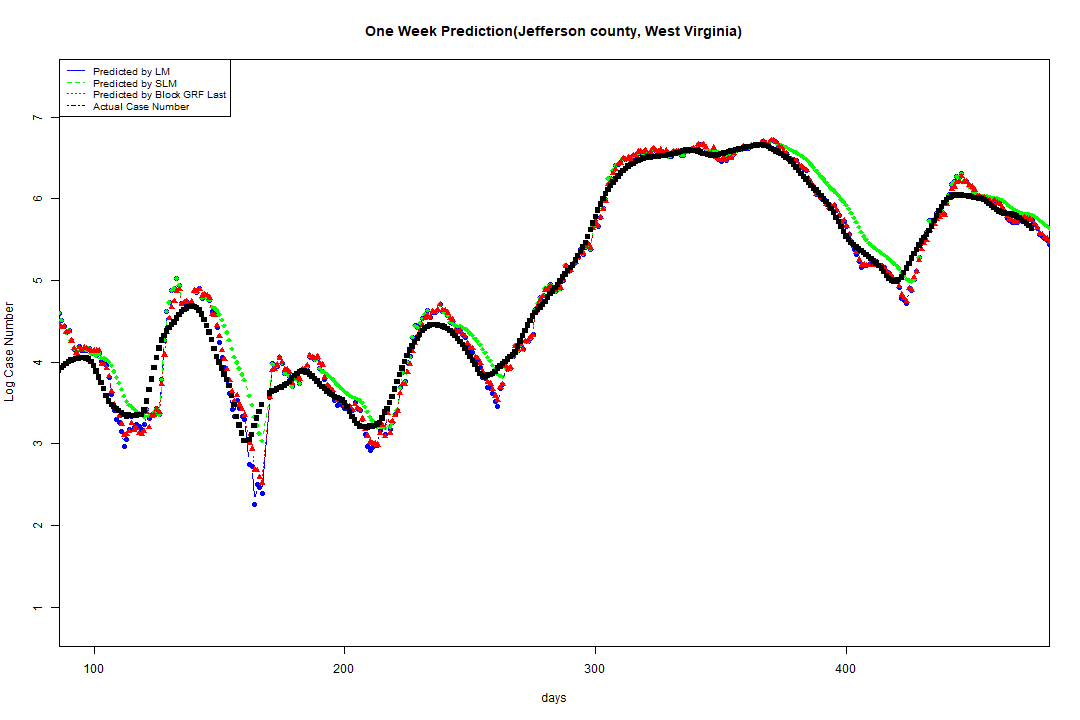 One Week Prediction(Jefferson county, West Virginia)
Predicted by LM
Predicted by SLM
Predicted by Block GRF Last
Actual Case Number
7
6
5
4
3
2
1
Log Case Number
100 200 300 400
days